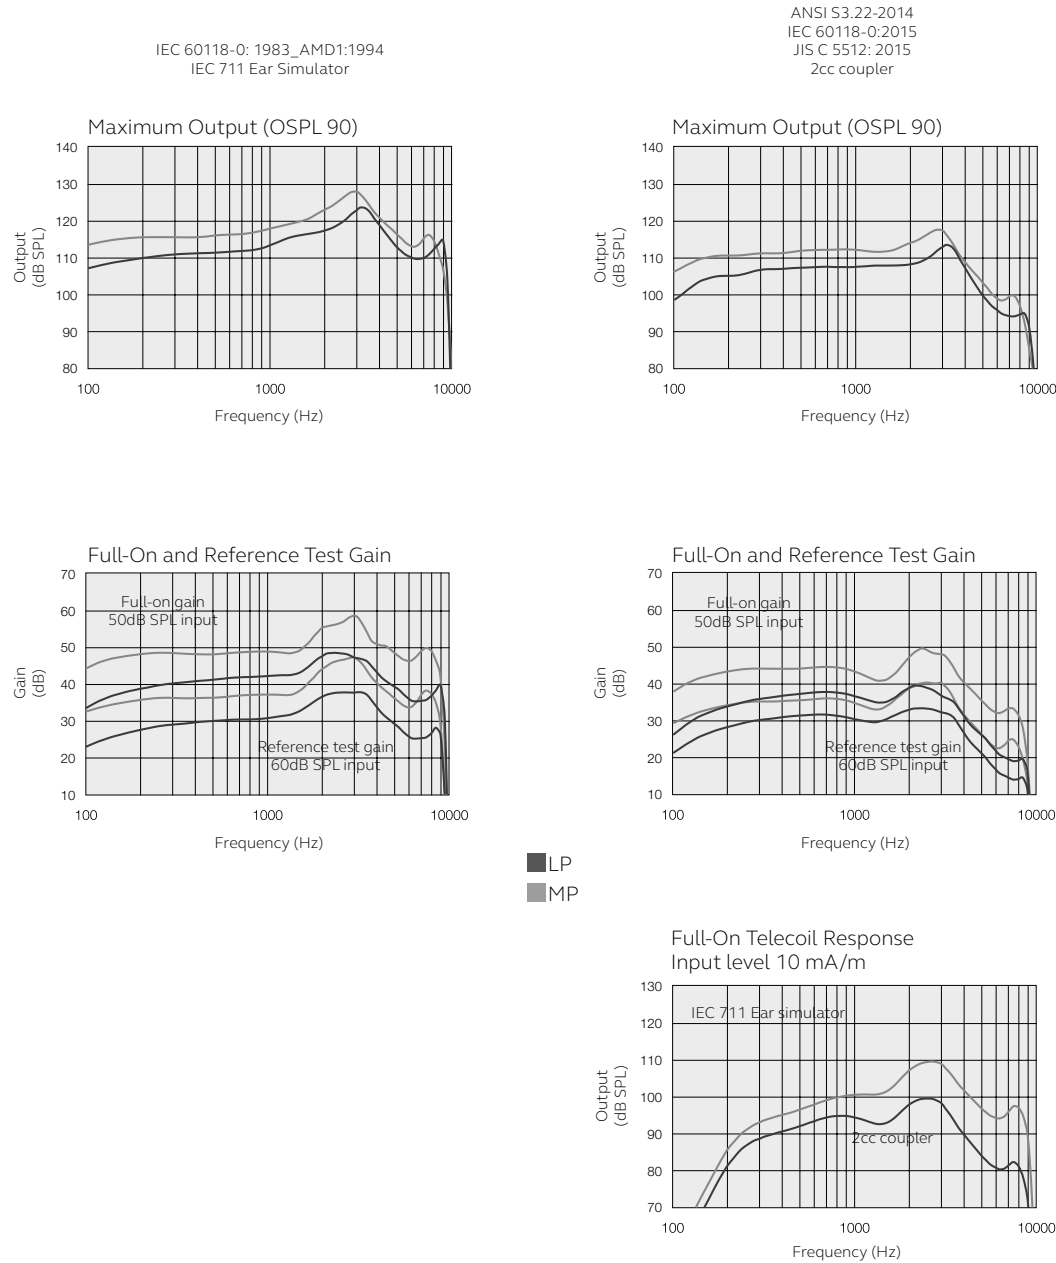 IEC 60118-0: 1983_AMD1:1994
IEC 711 Ear Simulator
ANSI S3.22-2014
IEC 60118-0:2015
JIS C 5512: 2015
2cc coupler
Maximum Output (OSPL 90)
140
130
120
110
100
90
80
Output
(dB SPL)
100
1000
10000
Frequency (Hz)
Maximum Output (OSPL 90)
140
130
120
110
100
90
80
Output
(dB SPL)
100
1000
10000
Frequency (Hz)
Full-On and Reference Test Gain
70
60
50
40
30
20
10
Gain
(dB)
Full-on gain
50dB SPL input
Reference test gain
60dB SPL input
100
1000
10000
Frequency (Hz)
Full-On and Reference Test Gain
70
60
50
40
30
20
10
Gain
(dB)
Full-on gain
50dB SPL input
Reference test gain
60dB SPL input
100
1000
10000
Frequency (Hz)
LP
MP
Full-On Telecoil Response
Input level 10 mA/m
130
120
110
100
90
80
70
Output
(dB SPL)
IEC 711 Ear simulator
2cc coupler
100
1000
10000
Frequency (Hz)